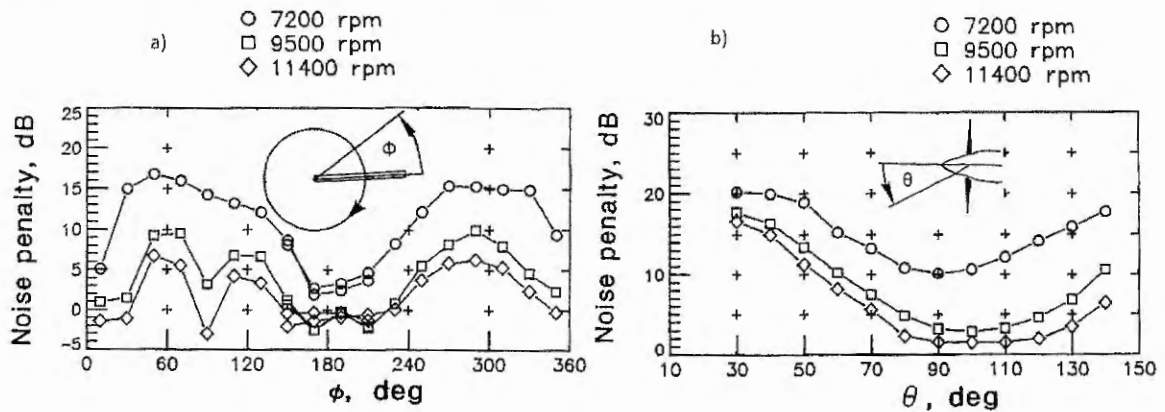 a)
7200 rpm
9500 rpm
11400 rpm
Noise penalty, dB
25
20
15
10
5
0
-5
Φ
0 60 120 180 240 300 360
φ, deg
b)
7200 rpm
9500 rpm
11400 rpm
Noise penalty, dB
30
20
10
0
θ
10 30 50 70 90 110 130 150
θ, deg